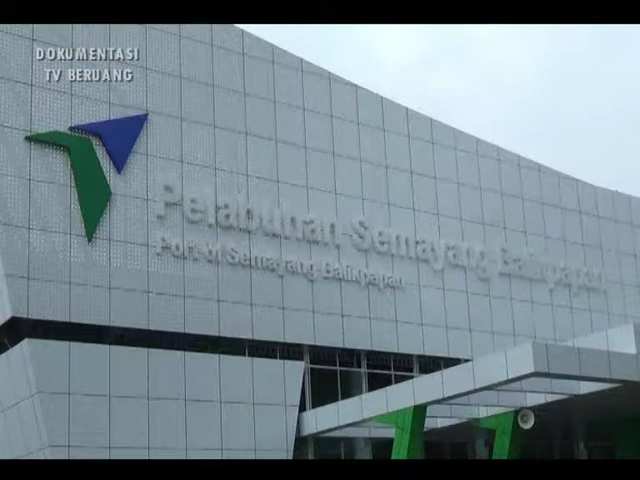 DOKUMENTASI
TV BERUANG
Pelabuhan Semayang Balikpapan
Port of Semayang Balikpapan